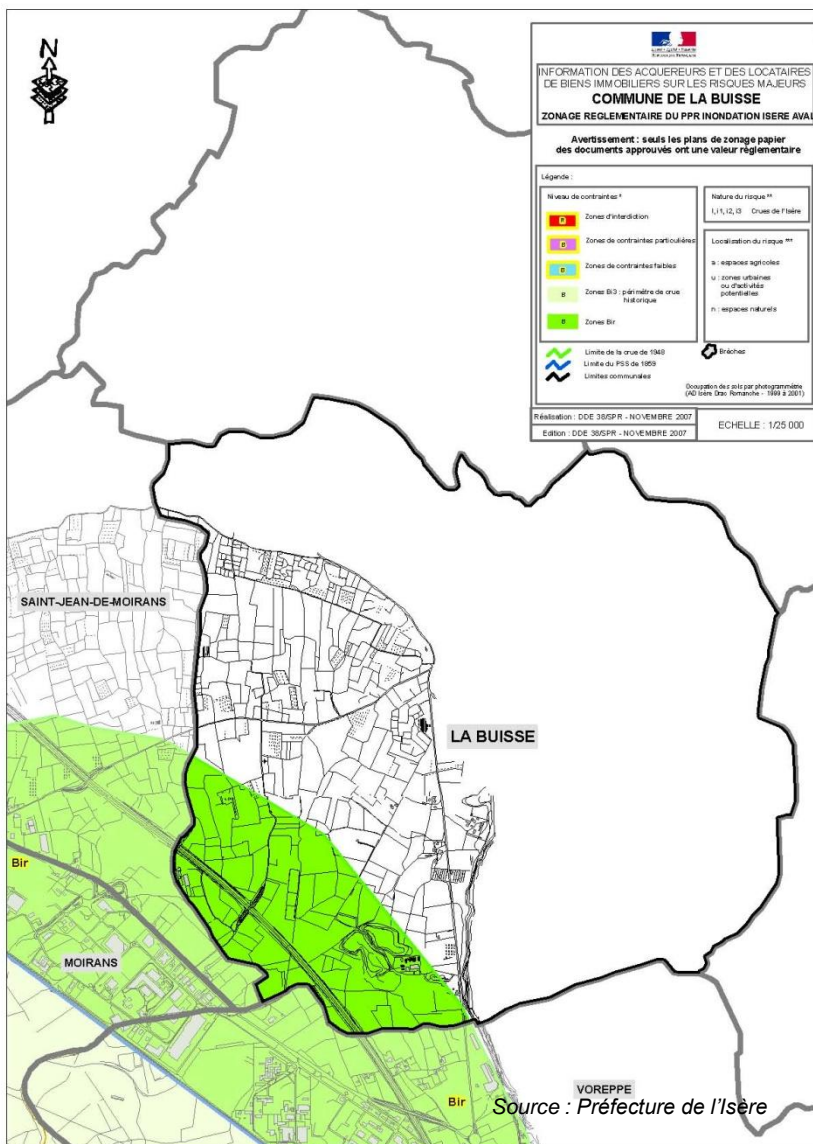 N
INFORMATION DES ACQUEREURS ET DES LOCATAIRES
DE BIENS IMMOBILIERS SUR LES RISQUES MAJEURS
COMMUNE DE LA BUISSE
ZONAGE REGLEMENTAIRE DU PPR INONDATION ISERE AVAL
Avertissement : seuls les plans de zonage papier
des documents approuvés ont une valeur réglementaire
Légende :
Niveau de contraintes *
B Zones d'interdiction
B Zones de contraintes particulières
B Zones de contraintes faibles
B Zones Bi3 : périmètre de crue
historique
B Zones Bir
Nature du risque **
I, i1, i2, i3 Crues de l'Isère
Localisation du risque ***
a : espaces agricoles
u : zones urbaines
ou d'activités
potentielles
n : espaces naturels
Limite de la crue de 1948
Limite du PSS de 1859
Limites communales
Brèches
Occupation des sols par photogrammétrie
(AD Isère Drac Romanche - 1999 à 2001)
Réalisation : DDE 38/SPR - NOVEMBRE 2007
Edition : DDE 38/SPR - NOVEMBRE 2007
ECHELLE : 1/25 000
SAINT-JEAN-DE-MOIRANS
LA BUISSE
Bir
MOIRANS
VOREPPE
Bir
Source : Préfecture de l'Isère